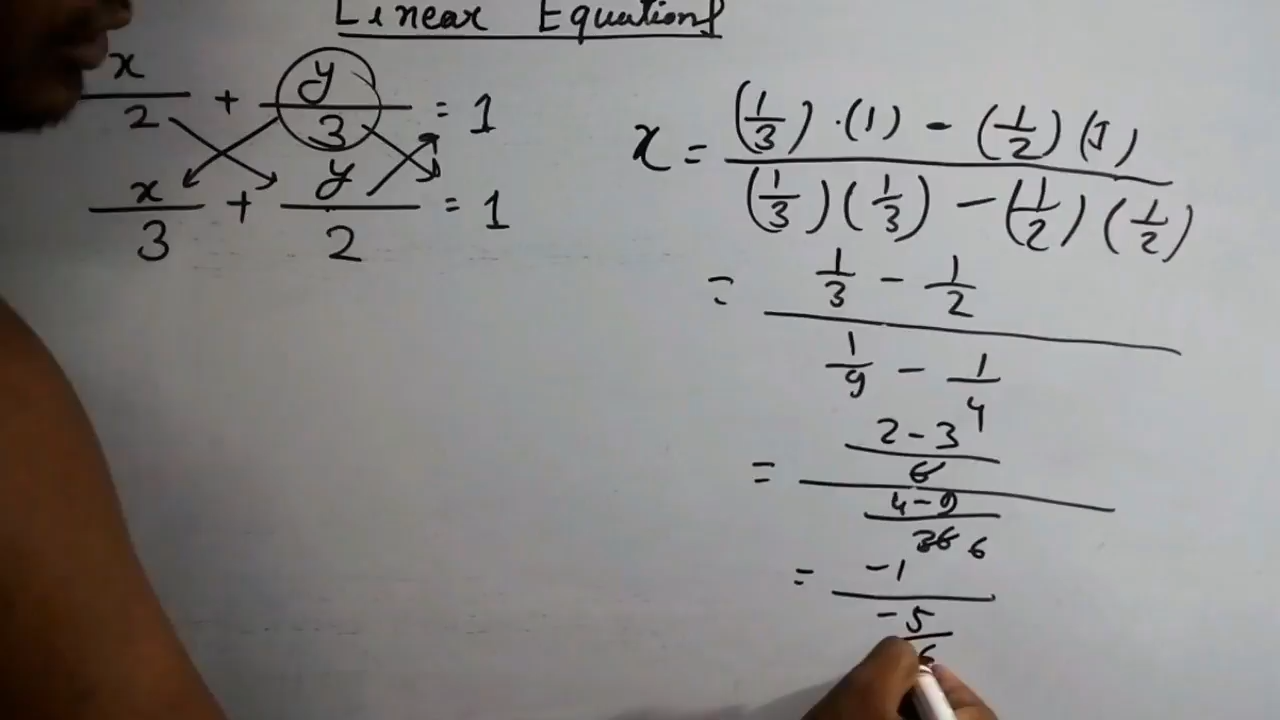 Linear Equations
x/2 + y/3 = 1
x/3 + y/2 = 1
x = (1/3) · (1) - (1/2) (1) / (1/3) (1/3) - (1/2) (1/2)
= 1/3 - 1/2 / 1/9 - 1/4
= 2 - 3 / 6 / 4 - 9 / 36 6
= -1 / -5/6